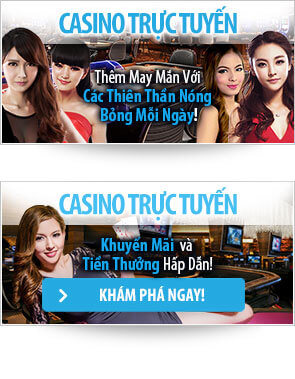 CASINO TRỰC TUYẾN
Thêm May Mắn Với
Các Thiên Thần Nóng
Bỏng Mỗi Ngày!
CASINO TRỰC TUYẾN
Khuyến Mãi và
Tiền Thưởng Hấp Dẫn!
KHÁM PHÁ NGAY!